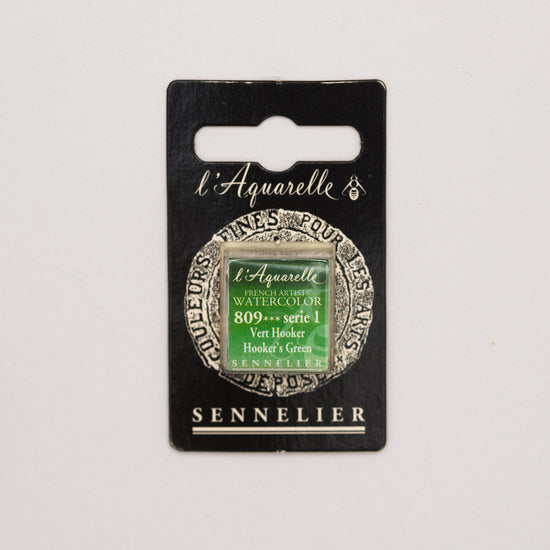 l'Aquarelle
COULEURS FINES POUR LES ARTS
DEPOSE
l'Aquarelle
FRENCH ARTISTS'
WATERCOLOR
809*** serie 1
Vert Hooker
Hooker's Green
SENNELIER
SENNELIER